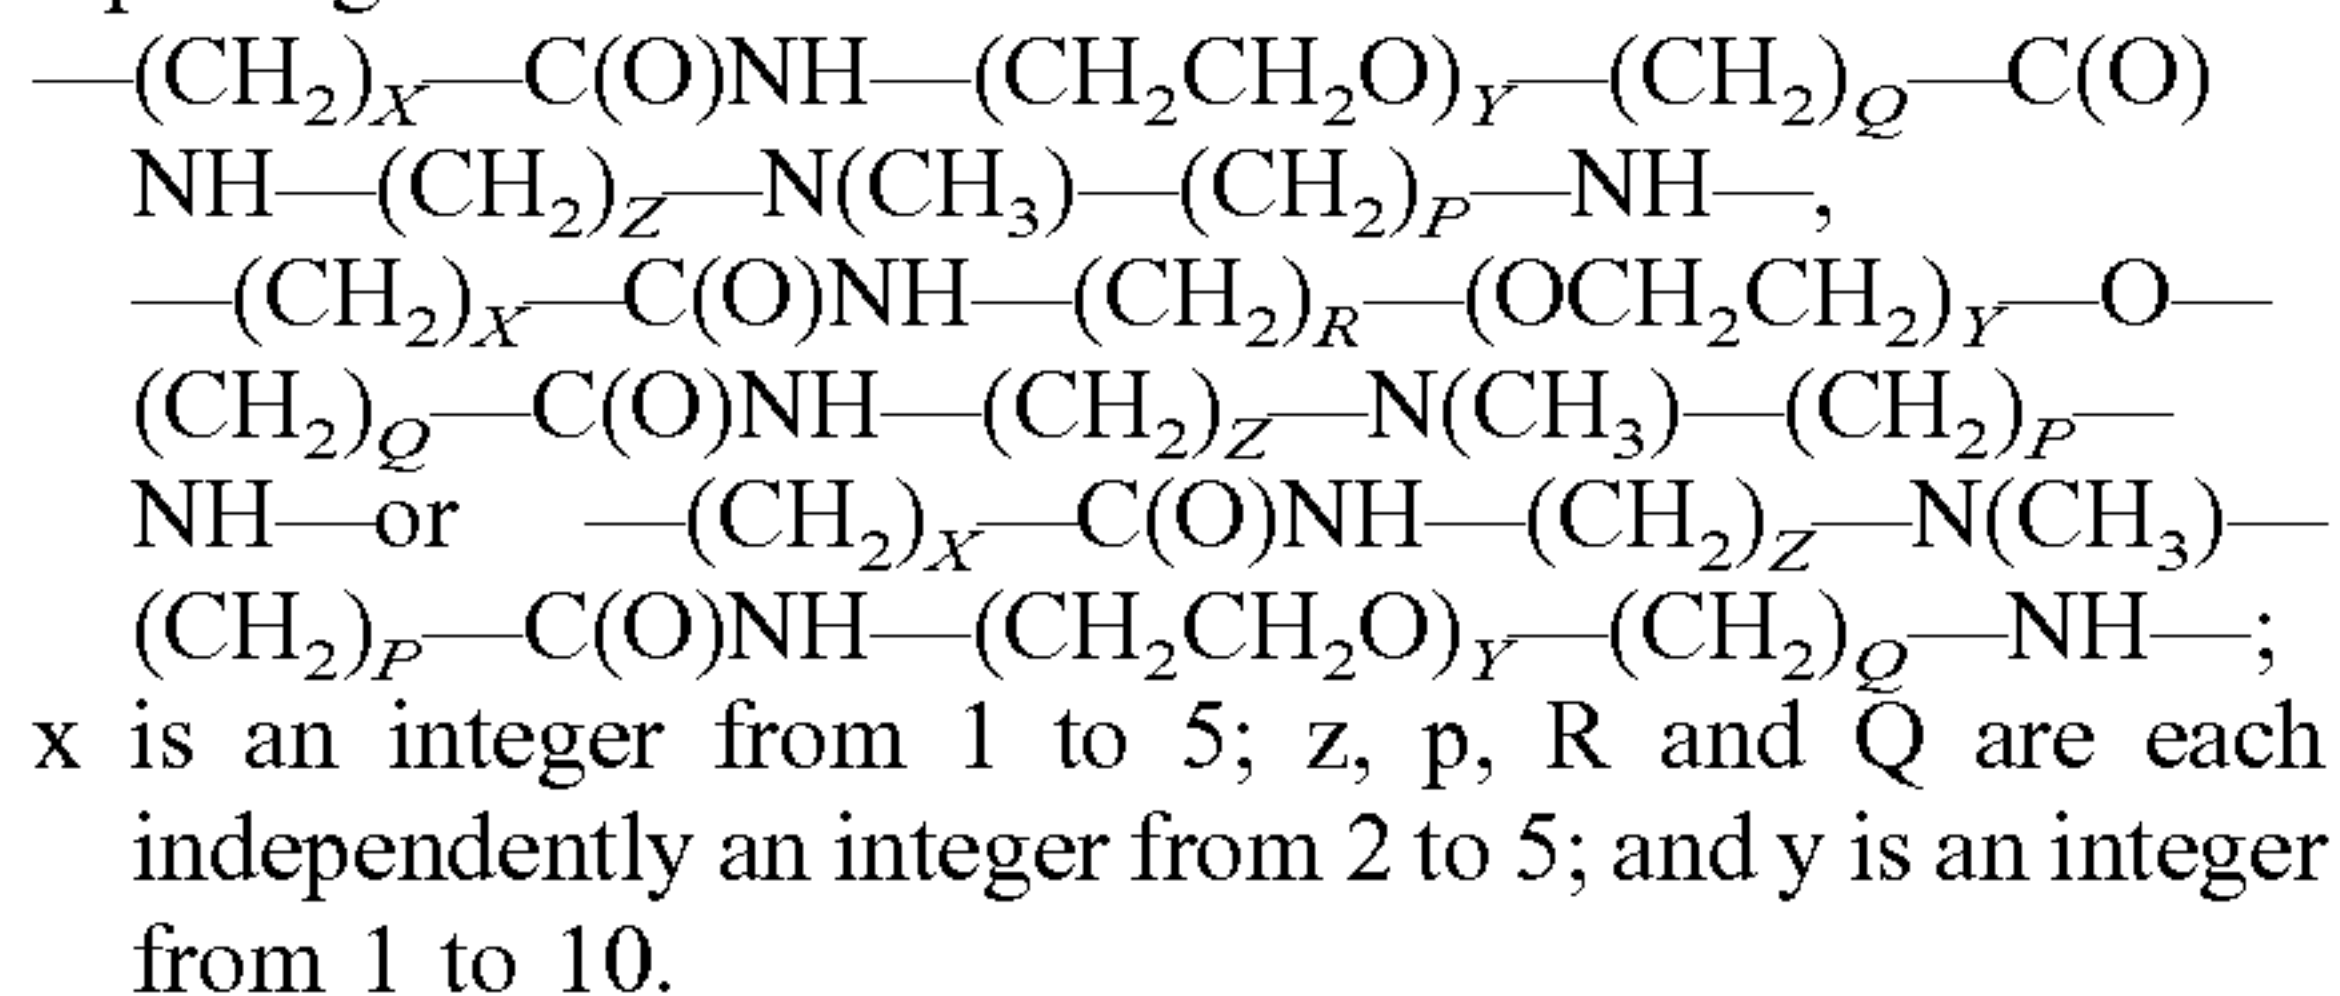 —(CH₂)X—C(O)NH—(CH₂CH₂O)Y—(CH₂)Q—C(O)
NH—(CH₂)Z—N(CH₃)—(CH₂)P—NH—,
—(CH₂)X—C(O)NH—(CH₂)R—(OCH₂CH₂)Y—O—
(CH₂)Q—C(O)NH—(CH₂)Z—N(CH₃)—(CH₂)P—
NH—or —(CH₂)X—C(O)NH—(CH₂)Z—N(CH₃)—
(CH₂)P—C(O)NH—(CH₂CH₂O)Y—(CH₂)Q—NH—;
x is an integer from 1 to 5; z, p, R and Q are each
independently an integer from 2 to 5; and y is an integer
from 1 to 10.